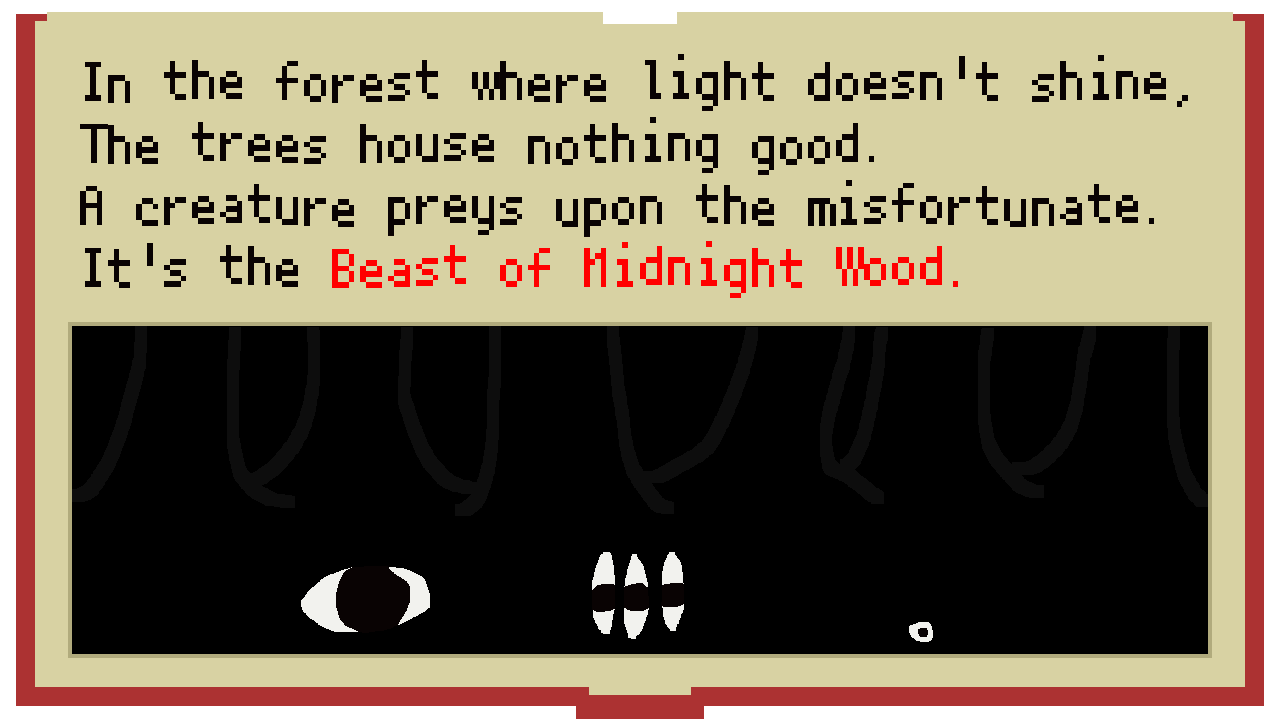 In the forest where light doesn't shine,
The trees house nothing good.
A creature preys upon the misfortunate.
It's the Beast of Midnight Wood.